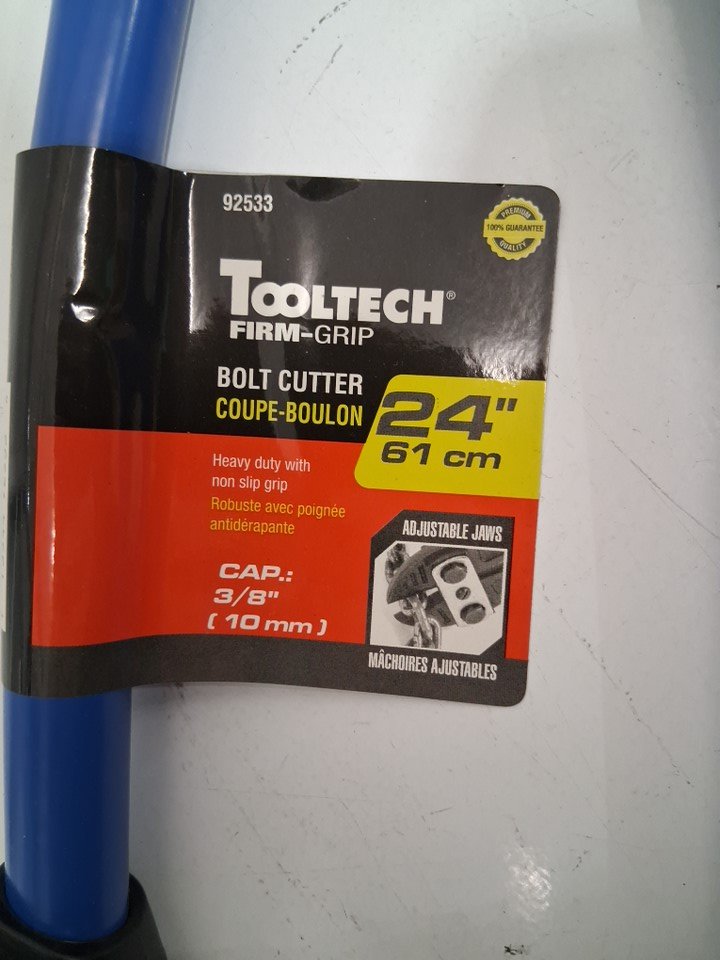 92533
PREMIUM
100% GUARANTEE
QUALITY
TOOLTECH®
FIRM-GRIP
BOLT CUTTER
COUPE-BOULON
24"
61 cm
Heavy duty with
non slip grip
Robuste avec poignée
antidérapante
CAP.:
3/8"
(10 mm)
ADJUSTABLE JAWS
MÂCHOIRES AJUSTABLES